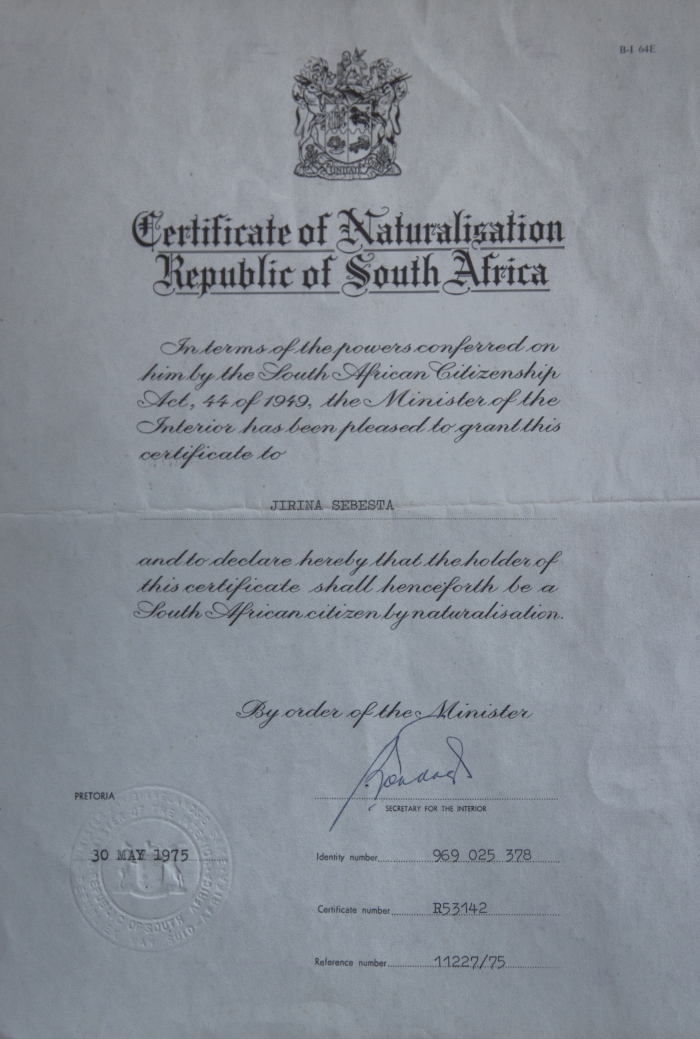 B-I 64E
Certificate of Naturalisation
Republic of South Africa
In terms of the powers conferred on
him by the South African Citizenship
Act, 44 of 1949, the Minister of the
Interior has been pleased to grant this
certificate to
JIRINA SEBESTA
and to declare hereby that the holder of
this certificate shall henceforth be a
South African citizen by naturalisation.
By order of the Minister
PRETORIA
SECRETARY FOR THE INTERIOR
30 MAY 1975
REPUBLIC OF SOUTH AFRICA
Identity number 969 025 378
Certificate number R53142
Reference number 11227/75